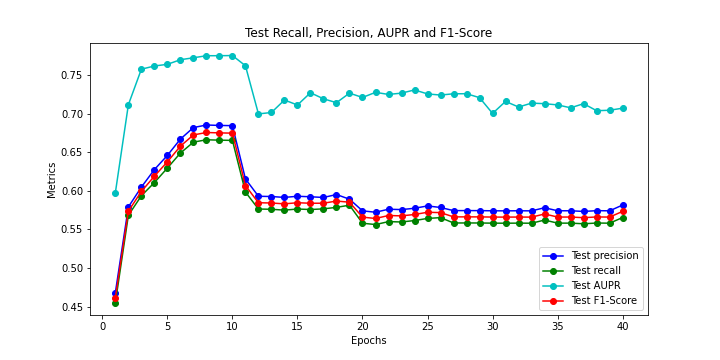 Test Recall, Precision, AUPR and F1-Score
Metrics
0.75
0.70
0.65
0.60
0.55
0.50
0.45
0 5 10 15 20 25 30 35 40
Epochs
Test precision
Test recall
Test AUPR
Test F1-Score